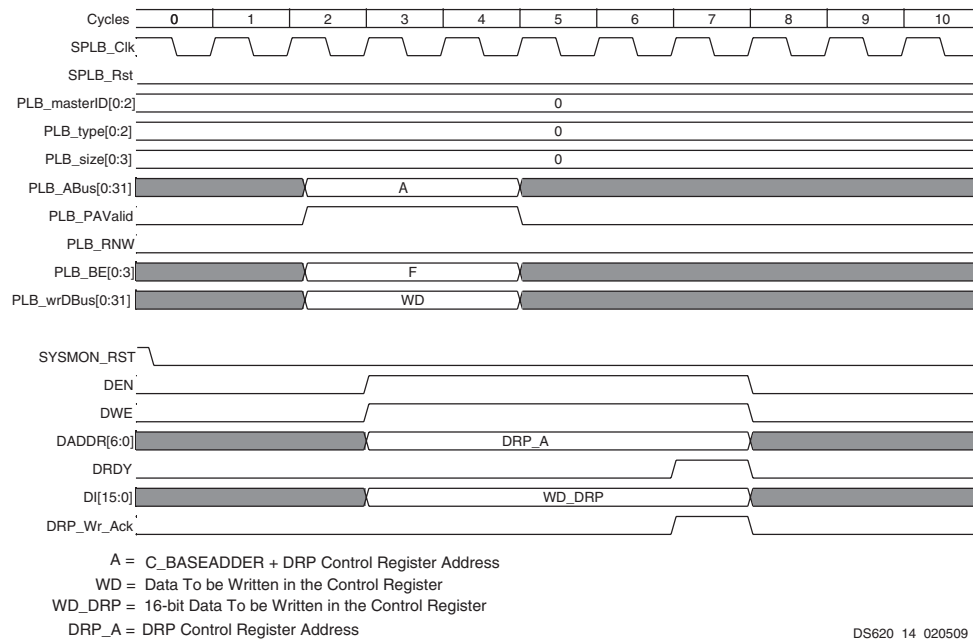 Cycles 0 1 2 3 4 5 6 7 8 9 10
SPLB_Clk
SPLB_Rst
PLB_masterID[0:2] 0
PLB_type[0:2] 0
PLB_size[0:3] 0
PLB_ABus[0:31] A
PLB_PAValid
PLB_RNW
PLB_BE[0:3] F
PLB_wrDBus[0:31] WD
SYSMON_RST
DEN
DWE
DADDR[6:0] DRP_A
DRDY
DI[15:0] WD_DRP
DRP_Wr_Ack
A = C_BASEADDER + DRP Control Register Address
WD = Data To be Written in the Control Register
WD_DRP = 16-bit Data To be Written in the Control Register
DRP_A = DRP Control Register Address
DS620_14_020509